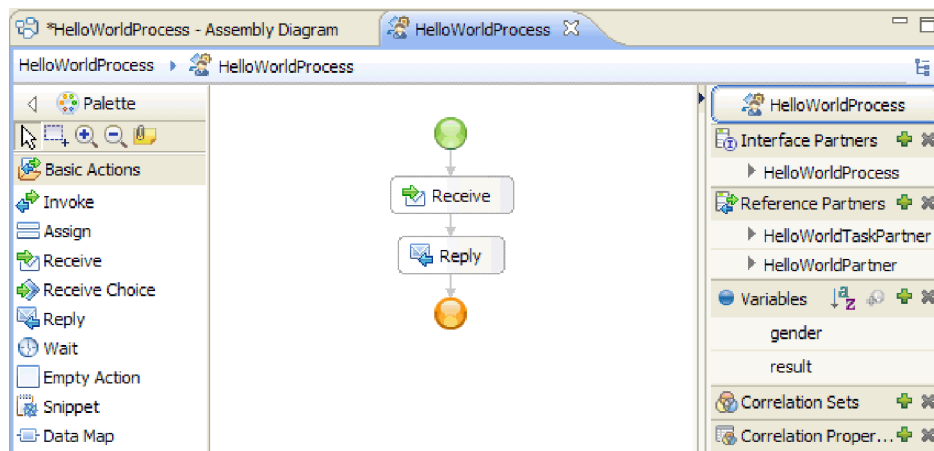 *HelloWorldProcess - Assembly Diagram
HelloWorldProcess
HelloWorldProcess
HelloWorldProcess
Palette
Basic Actions
Invoke
Assign
Receive
Receive Choice
Reply
Wait
Empty Action
Snippet
Data Map
Receive
Reply
HelloWorldProcess
Interface Partners
HelloWorldProcess
Reference Partners
HelloWorldTaskPartner
HelloWorldPartner
Variables
gender
result
Correlation Sets
Correlation Proper...